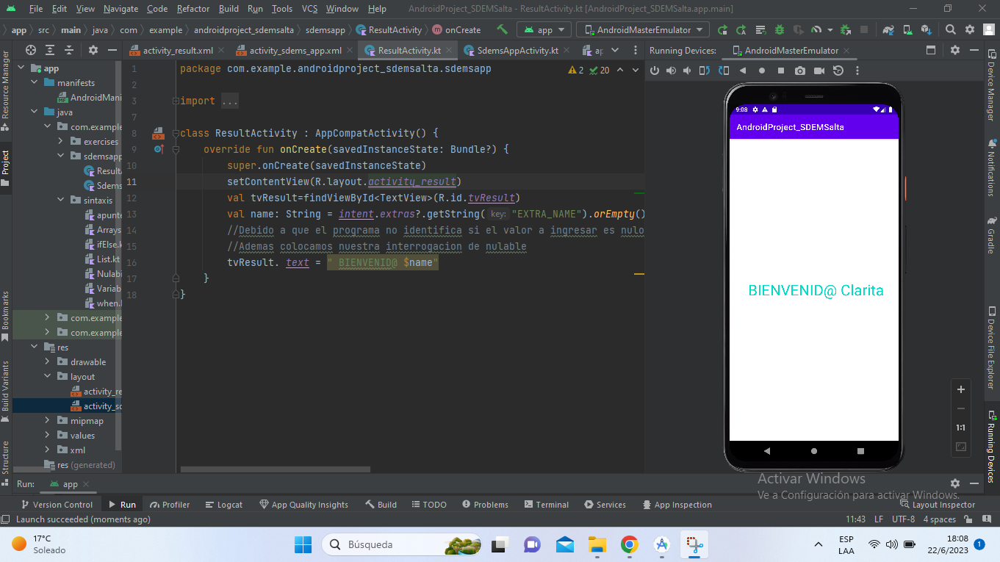 File Edit View Navigate Code Refactor Build Run Tools VCS Window Help AndroidProject_SDEMSalta - ResultActivity.kt [AndroidProject_SDEMSalta.app.main]
app src main java com example androidproject_sdemsalta sdemsapp ResultActivity onCreate app AndroidMasterEmulator
activity_result.xml activity_sdems_app.xml ResultActivity.kt SdemsAppActivity.kt Running Devices: AndroidMasterEmulator
Resource Manager
Project
Bookmarks
Build Variants
Structure
app
manifests
AndroidMani
java
com.example
exercises
sdemsapp
Result
Sdems
sintaxis
apunte
Arrays
ifElse.k
List.kt
Nulabi
Variab
when.
com.example
com.example
res
drawable
layout
activity_re
activity_sd
mipmap
values
xml
res (generated)
2 20
1 package com.example.androidproject_sdemsalta.sdemsapp
2
3 import ...
7
8 class ResultActivity : AppCompatActivity() {
9 override fun onCreate(savedInstanceState: Bundle?) {
10 super.onCreate(savedInstanceState)
11 setContentView(R.layout.activity_result)
12 val tvResult=findViewById<TextView>(R.id.tvResult)
13 val name: String = intent.extras?.getString( key: "EXTRA_NAME").orEmpty()
14 //Debido a que el programa no identifica si el valor a ingresar es nulo
15 //Ademas colocamos nuestra interrogacion de nulable
16 tvResult. text = " BIENVENID@ $name"
17 }
18 }
9:08
AndroidProject_SDEMSalta
BIENVENID@ Clarita
1:1
Device Manager
Notifications
Gradle
Device File Explorer
Running Devices
Activar Windows
Ve a Configuración para activar Windows.
Run: app
Version Control Run Profiler Logcat App Quality Insights Build TODO Problems Terminal Services App Inspection Layout Inspector
Launch succeeded (moments ago) 11:43 LF UTF-8 4 spaces
17°C
Soleado
Búsqueda
ESP
LAA
18:08
22/6/2023
1